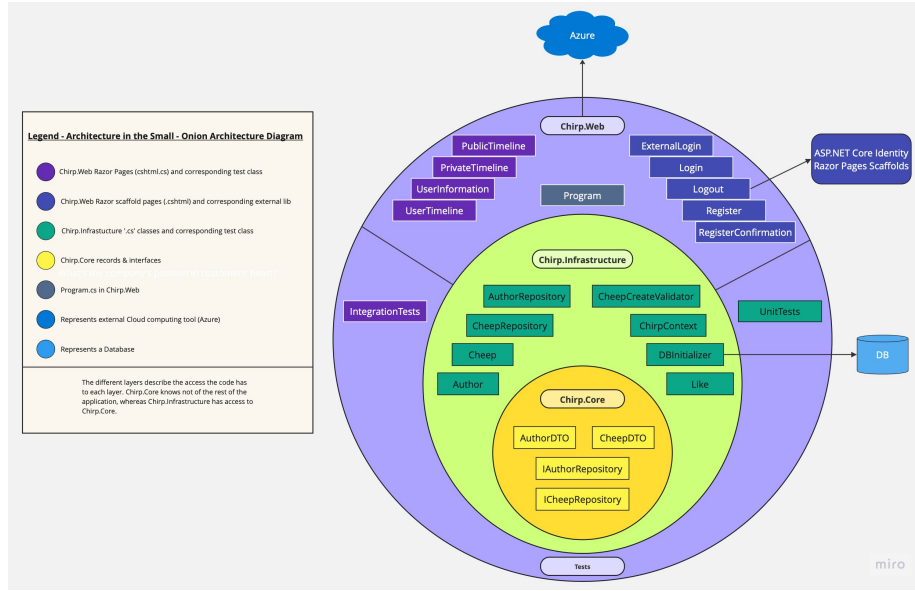 Azure
Chirp.Web
PublicTimeline
PrivateTimeline
UserInformation
UserTimeline
ExternalLogin
Login
Logout
Register
RegisterConfirmation
Program
ASP.NET Core Identity
Razor Pages Scaffolds
Legend - Architecture in the Small - Onion Architecture Diagram
Chirp.Web Razor Pages (cshtml.cs) and corresponding test class
Chirp.Web Razor scaffold pages (.cshtml) and corresponding external lib
Chirp.Infrastucture '.cs' classes and corresponding test class
Chirp.Core records & interfaces
Program.cs in Chirp.Web
Represents external Cloud computing tool (Azure)
Represents a Database
The different layers describe the access the code has
to each layer. Chirp.Core knows not of the rest of the
application, whereas Chirp.Infrastructure has access to
Chirp.Core.
Chirp.Infrastructure
AuthorRepository
CheepRepository
Cheep
Author
CheepCreateValidator
ChirpContext
DBInitializer
Like
IntegrationTests
UnitTests
DB
Chirp.Core
AuthorDTO
CheepDTO
IAuthorRepository
ICheepRepository
Tests
miro